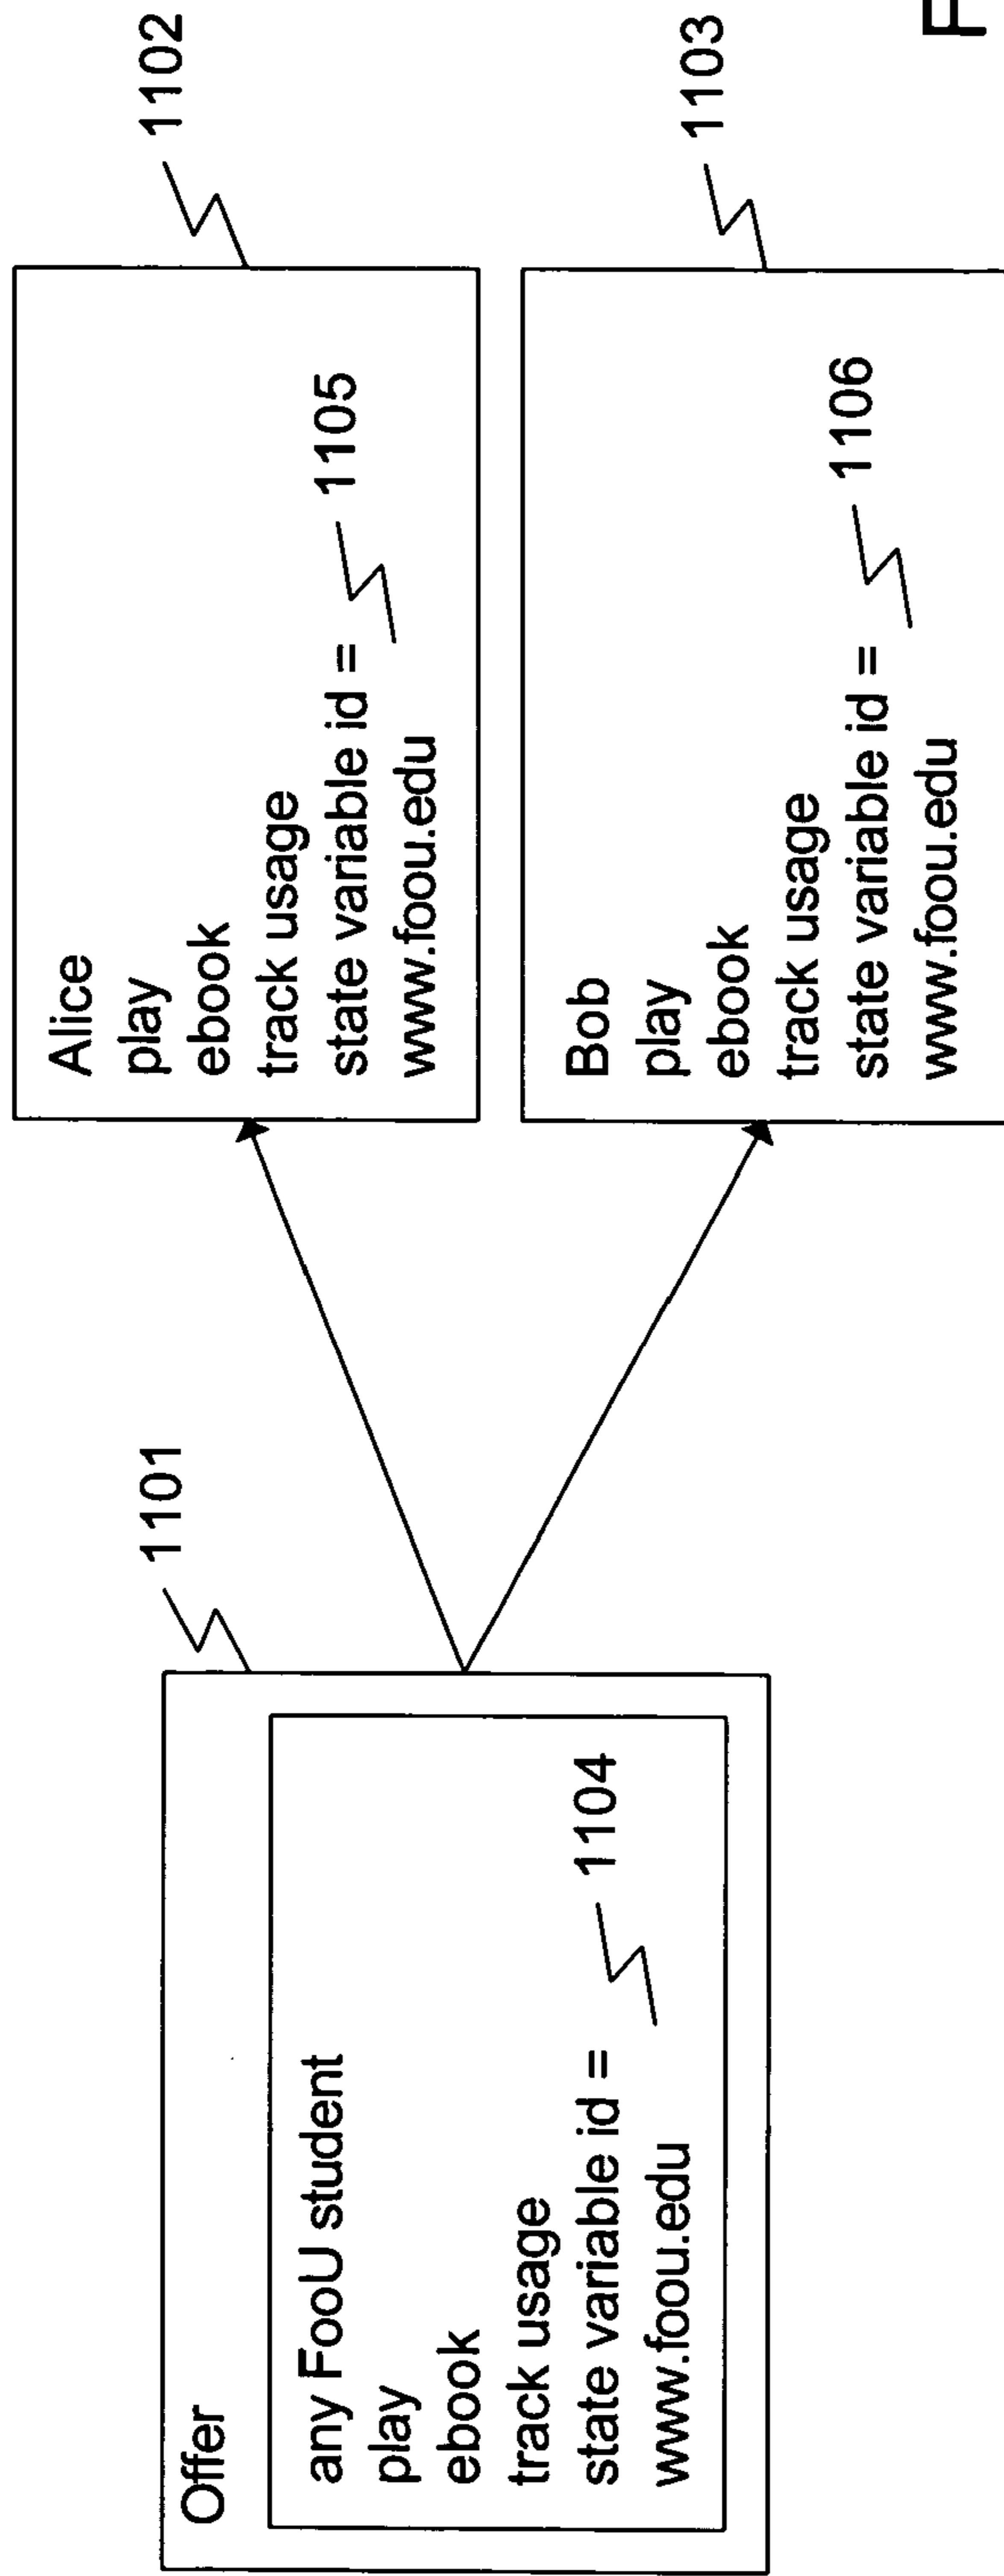 1101
Offer
any FooU student
play
ebook
track usage
state variable id =
www.foou.edu
1104
1102
Alice
play
ebook
track usage
state variable id =
www.foou.edu
1105
1103
Bob
play
ebook
track usage
state variable id =
www.foou.edu
1106